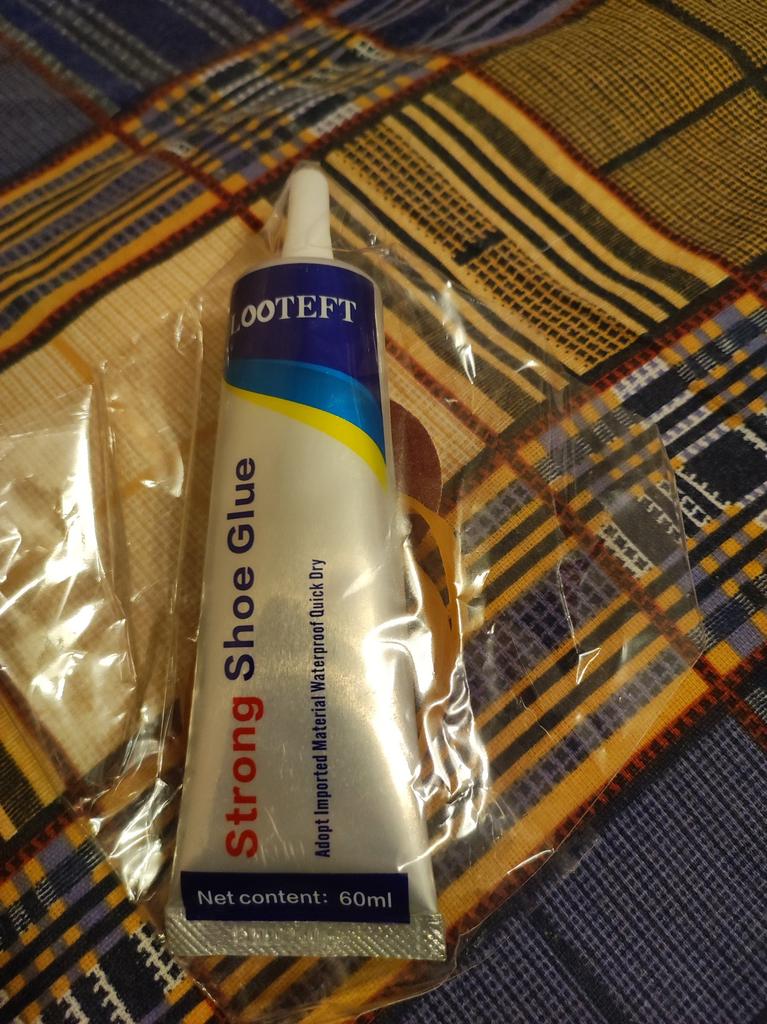 LOOTEFT
Strong Shoe Glue
Adopt Imported Material Waterproof Quick Dry
Net content: 60ml